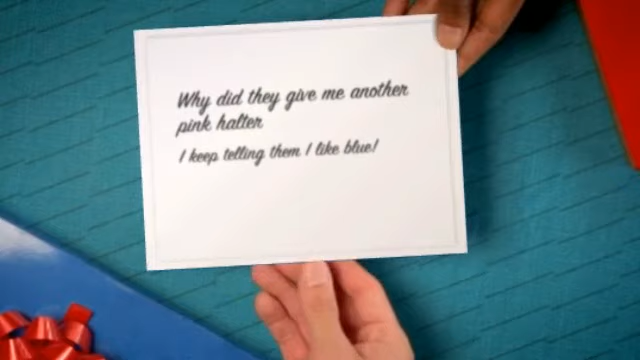 Why did they give me another
pink halter
I keep telling them I like blue!